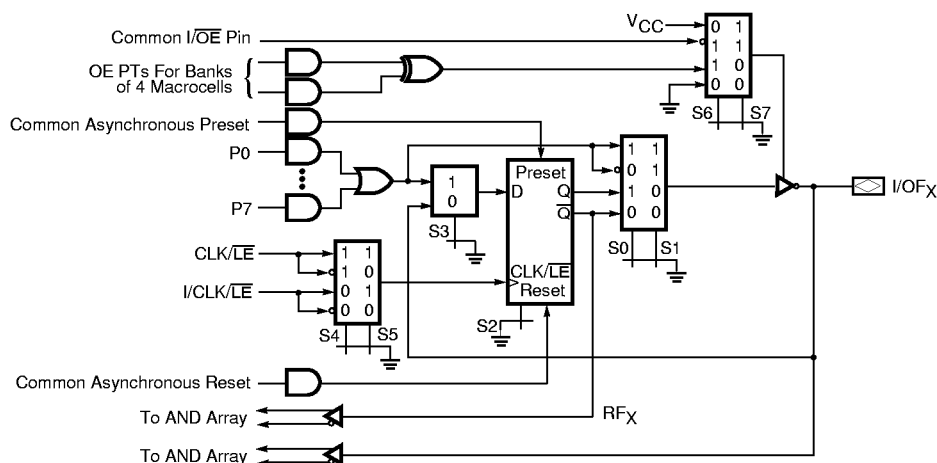 VCC
0 1
Common I/OE Pin
1 1
OE PTs For Banks
of 4 Macrocells
1 0
0 0
S6 S7
Common Asynchronous Preset
P0
P7
1
0
S3
Preset
D Q
Q
CLK/LE
Reset
S2
1 1
0 1
1 0
0 0
S0 S1
I/OFX
CLK/LE
I/CLK/LE
1 1
1 0
0 1
0 0
S4 S5
Common Asynchronous Reset
To AND Array
RFX
To AND Array